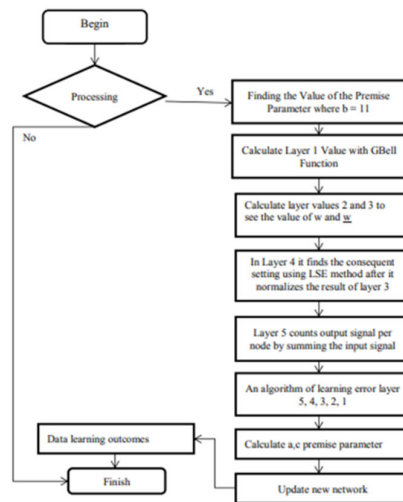 Begin
Processing
Yes
No
Finding the Value of the Premise
Parameter where b = 11
Calculate Layer 1 Value with GBell
Function
Calculate layer values 2 and 3 to
see the value of w and w
In Layer 4 it finds the consequent
setting using LSE method after it
normalizes the result of layer 3
Layer 5 counts output signal per
node by summing the input signal
An algorithm of learning error layer
5, 4, 3, 2, 1
Calculate a,c premise parameter
Update new network
Data learning outcomes
Finish